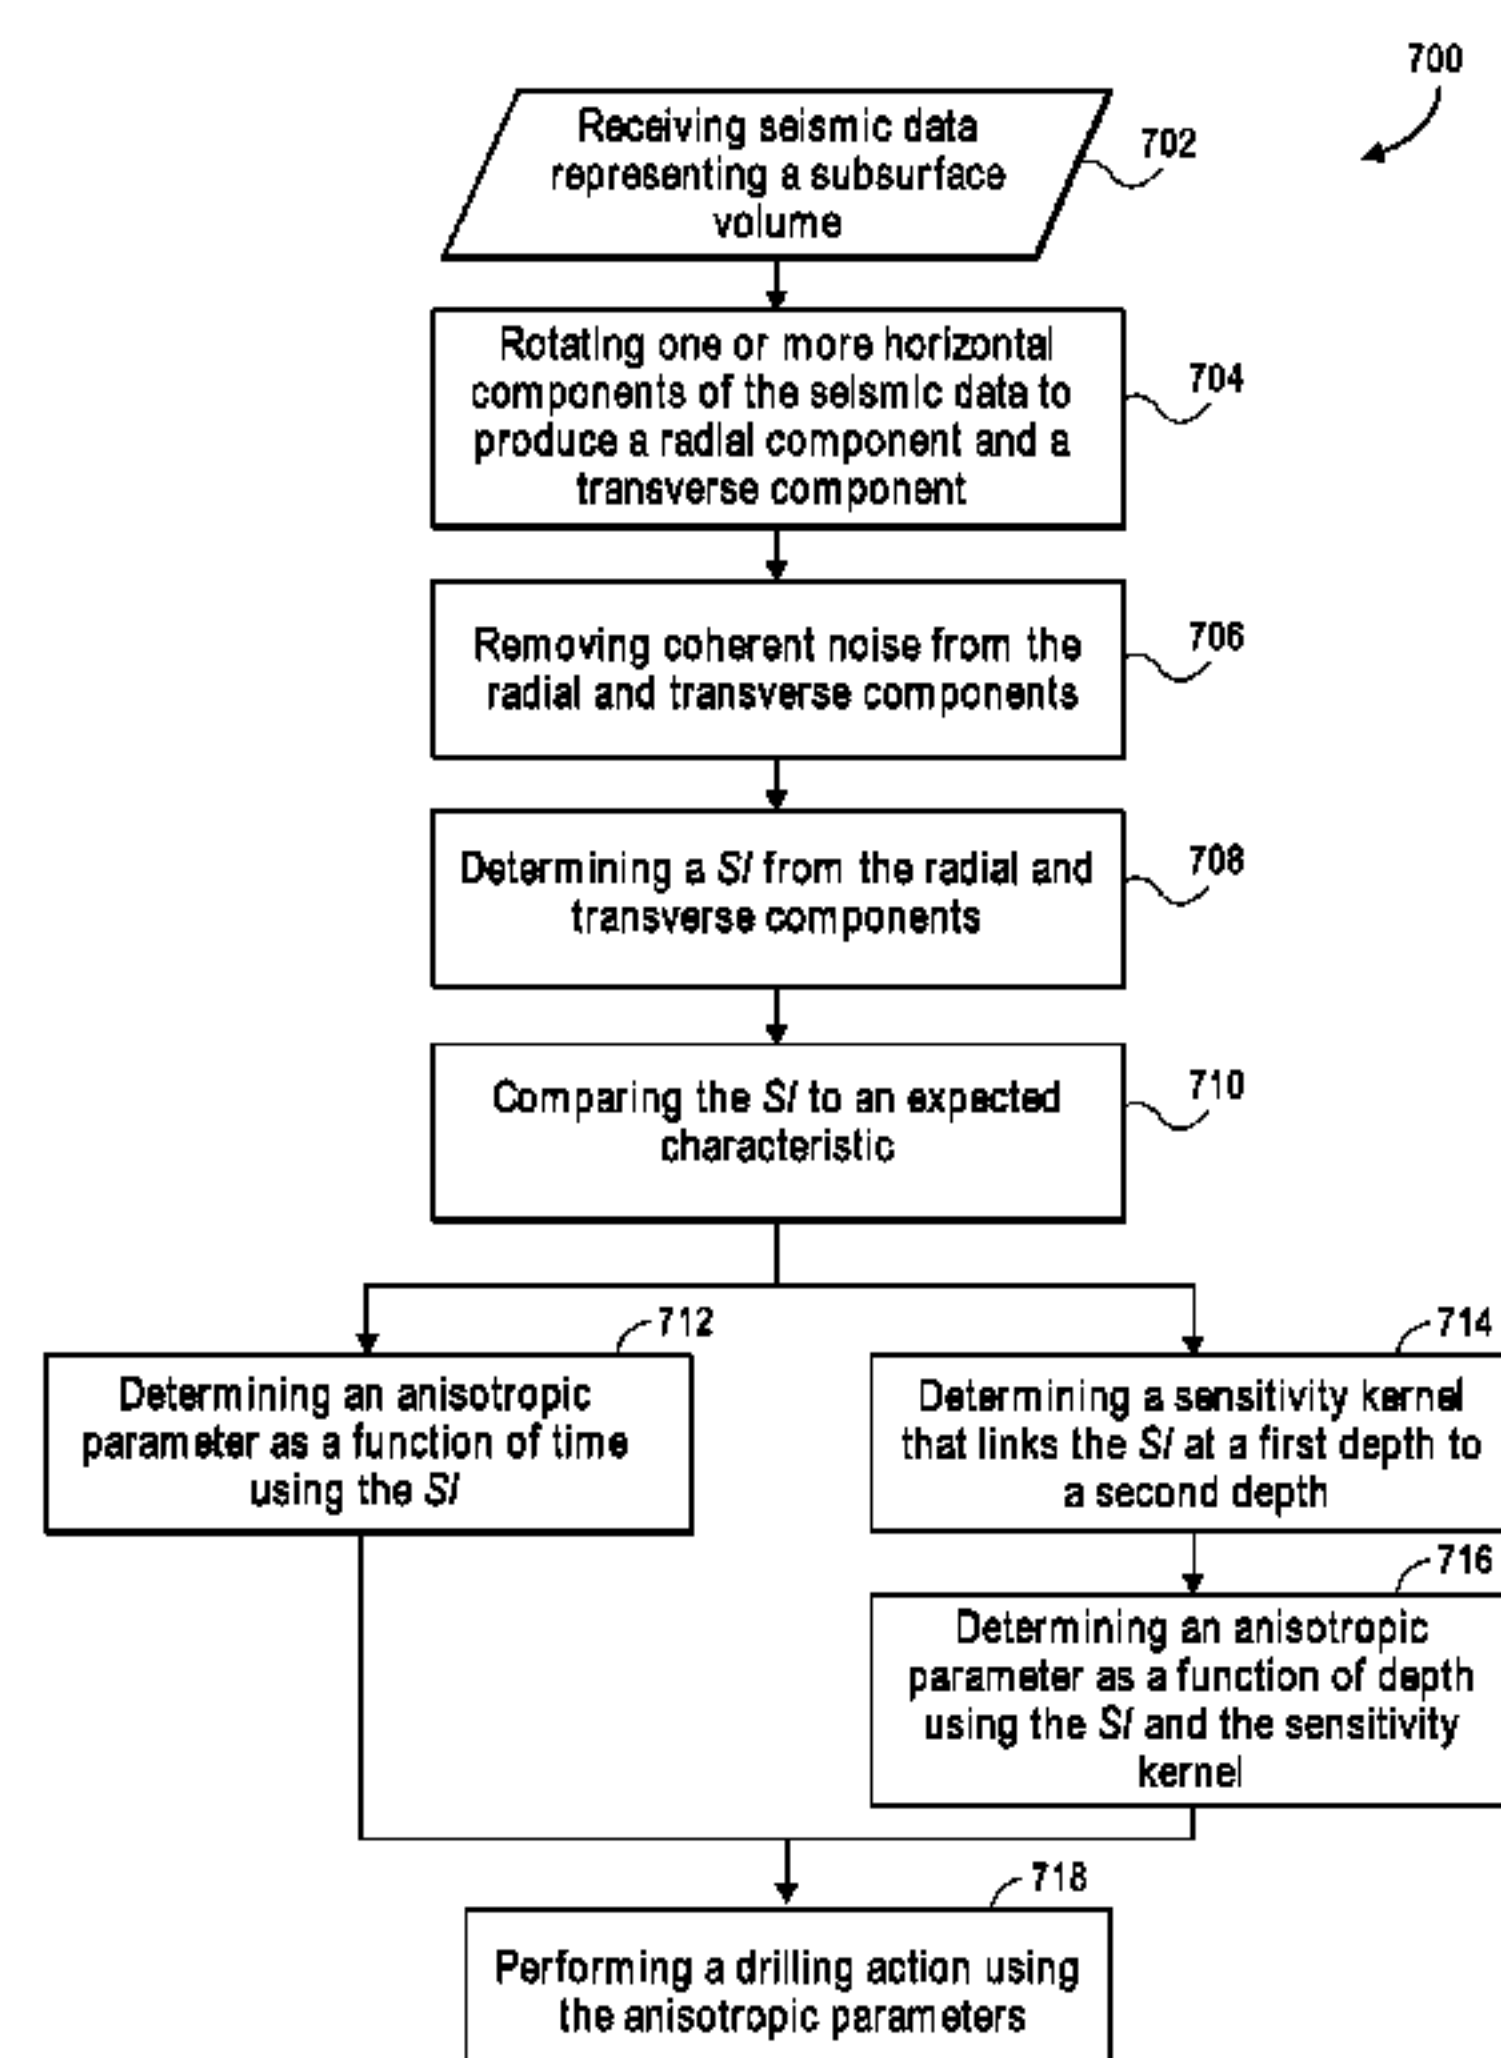 700
Receiving seismic data
representing a subsurface
volume
702
Rotating one or more horizontal
components of the seismic data to
produce a radial component and a
transverse component
704
Removing coherent noise from the
radial and transverse components
706
Determining a SI from the radial and
transverse components
708
Comparing the SI to an expected
characteristic
710
712
Determining an anisotropic
parameter as a function of time
using the SI
714
Determining a sensitivity kernel
that links the SI at a first depth to
a second depth
716
Determining an anisotropic
parameter as a function of depth
using the SI and the sensitivity
kernel
718
Performing a drilling action using
the anisotropic parameters